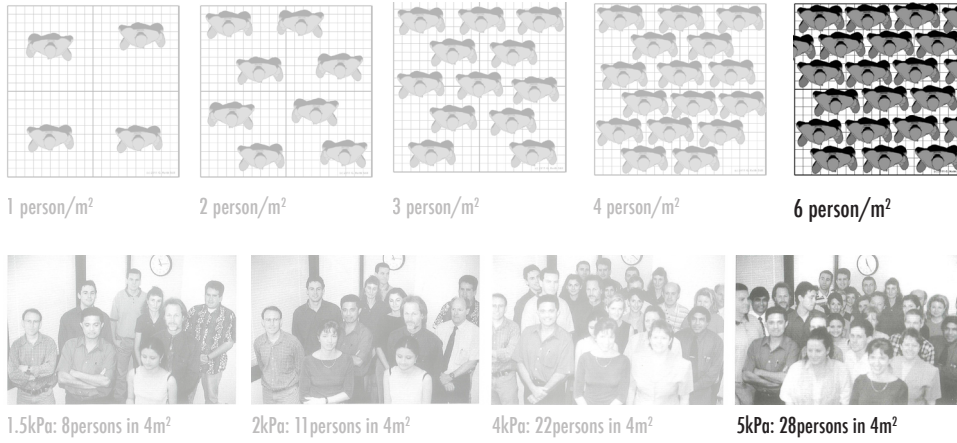 1 person/m²
2 person/m²
3 person/m²
4 person/m²
6 person/m²
1.5kPa: 8persons in 4m²
2kPa: 11persons in 4m²
4kPa: 22persons in 4m²
5kPa: 28persons in 4m²